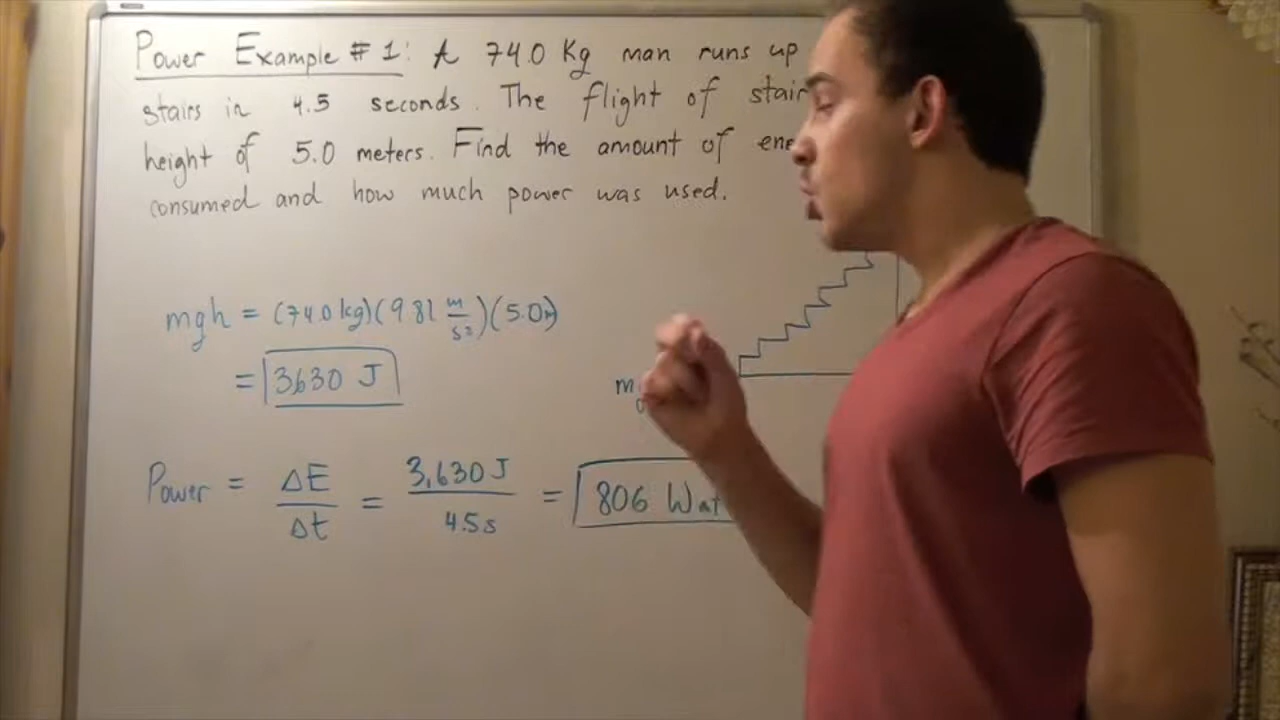 Power Example # 1: A 74.0 Kg man runs up
stairs in 4.5 seconds. The flight of stair
height of 5.0 meters. Find the amount of
consumed and how much power was used.
mgh = (74.0 kg)(9.81 m/s²)(5.0m)
= 3630 J
Power = ΔE/Δt = 3,630 J/4.5s = 806 Wat